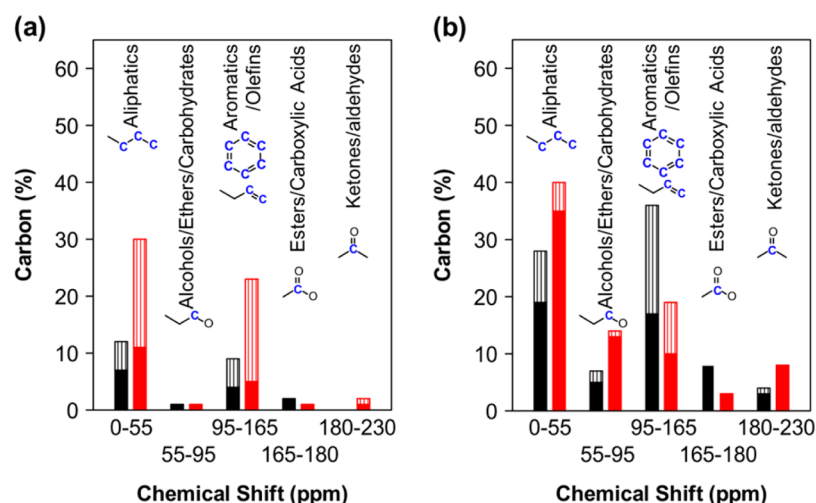 (a)
Carbon (%)
60
50
40
30
20
10
0
Aliphatics
Alcohols/Ethers/Carbohydrates
Aromatics
/Olefins
Esters/Carboxylic Acids
Ketones/aldehydes
C
C
C
O
C
C
C
C
C
C
C
C
O
C
O
O
C
0-55
95-165
180-230
55-95
165-180
Chemical Shift (ppm)
(b)
Carbon (%)
60
50
40
30
20
10
0
Aliphatics
Alcohols/Ethers/Carbohydrates
Aromatics
/Olefins
Esters/Carboxylic Acids
Ketones/aldehydes
C
C
C
O
C
C
C
C
C
C
C
C
O
C
O
O
C
0-55
95-165
180-230
55-95
165-180
Chemical Shift (ppm)